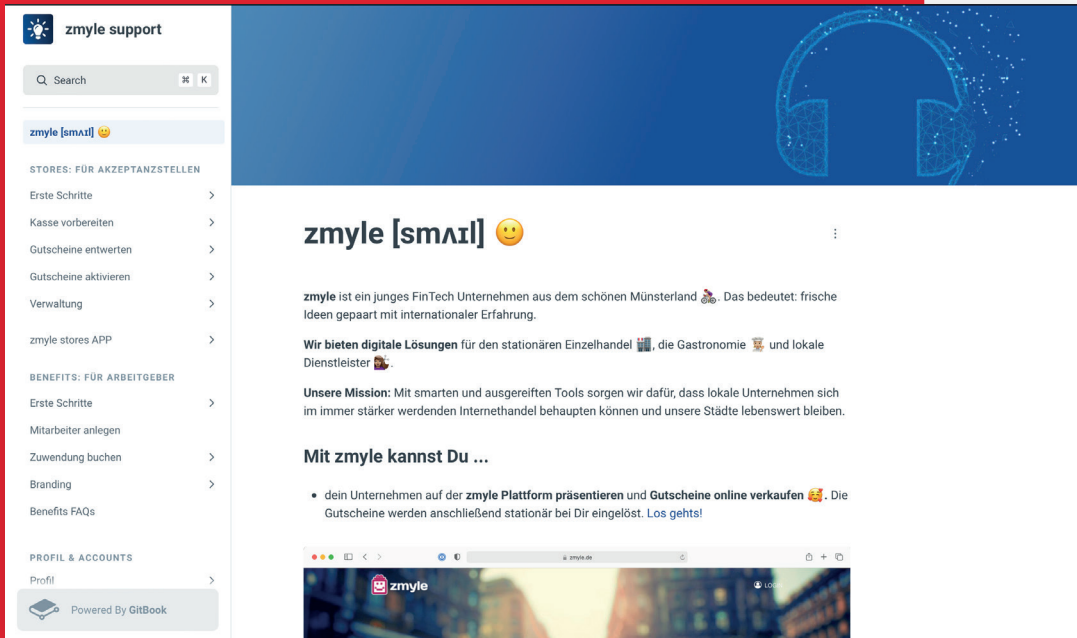 zmyle support
Search
⌘ K
zmyle [smʌɪl] 🙂
STORES: FÜR AKZEPTANZSTELLEN
Erste Schritte
Kasse vorbereiten
Gutscheine entwerten
Gutscheine aktivieren
Verwaltung
zmyle stores APP
BENEFITS: FÜR ARBEITGEBER
Erste Schritte
Mitarbeiter anlegen
Zuwendung buchen
Branding
Benefits FAQs
PROFIL & ACCOUNTS
Profil
Powered By GitBook
zmyle [smʌɪl] 🙂
zmyle ist ein junges FinTech Unternehmen aus dem schönen Münsterland 🚴🏾‍♀️. Das bedeutet: frische
Ideen gepaart mit internationaler Erfahrung.
Wir bieten digitale Lösungen für den stationären Einzelhandel 🏬, die Gastronomie 👨🏼‍🍳 und lokale
Dienstleister 💇🏽‍♀️.
Unsere Mission: Mit smarten und ausgereiften Tools sorgen wir dafür, dass lokale Unternehmen sich
im immer stärker werdenden Internethandel behaupten können und unsere Städte lebenswert bleiben.
Mit zmyle kannst Du ...
• dein Unternehmen auf der zmyle Plattform präsentieren und Gutscheine online verkaufen 🥰. Die
Gutscheine werden anschließend stationär bei Dir eingelöst. Los gehts!
zmyle.de
zmyle